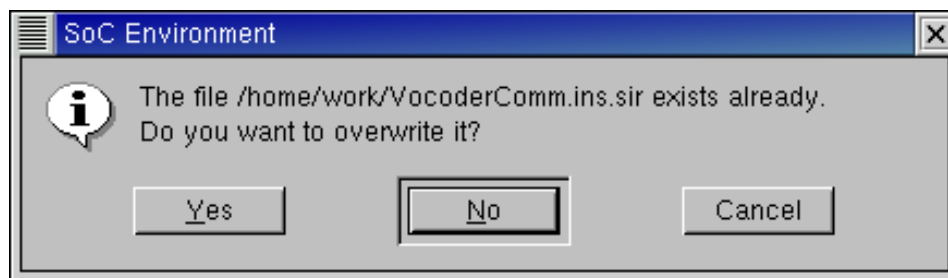 SoC Environment
The file /home/work/VocoderComm.ins.sir exists already.
Do you want to overwrite it?
Yes No Cancel